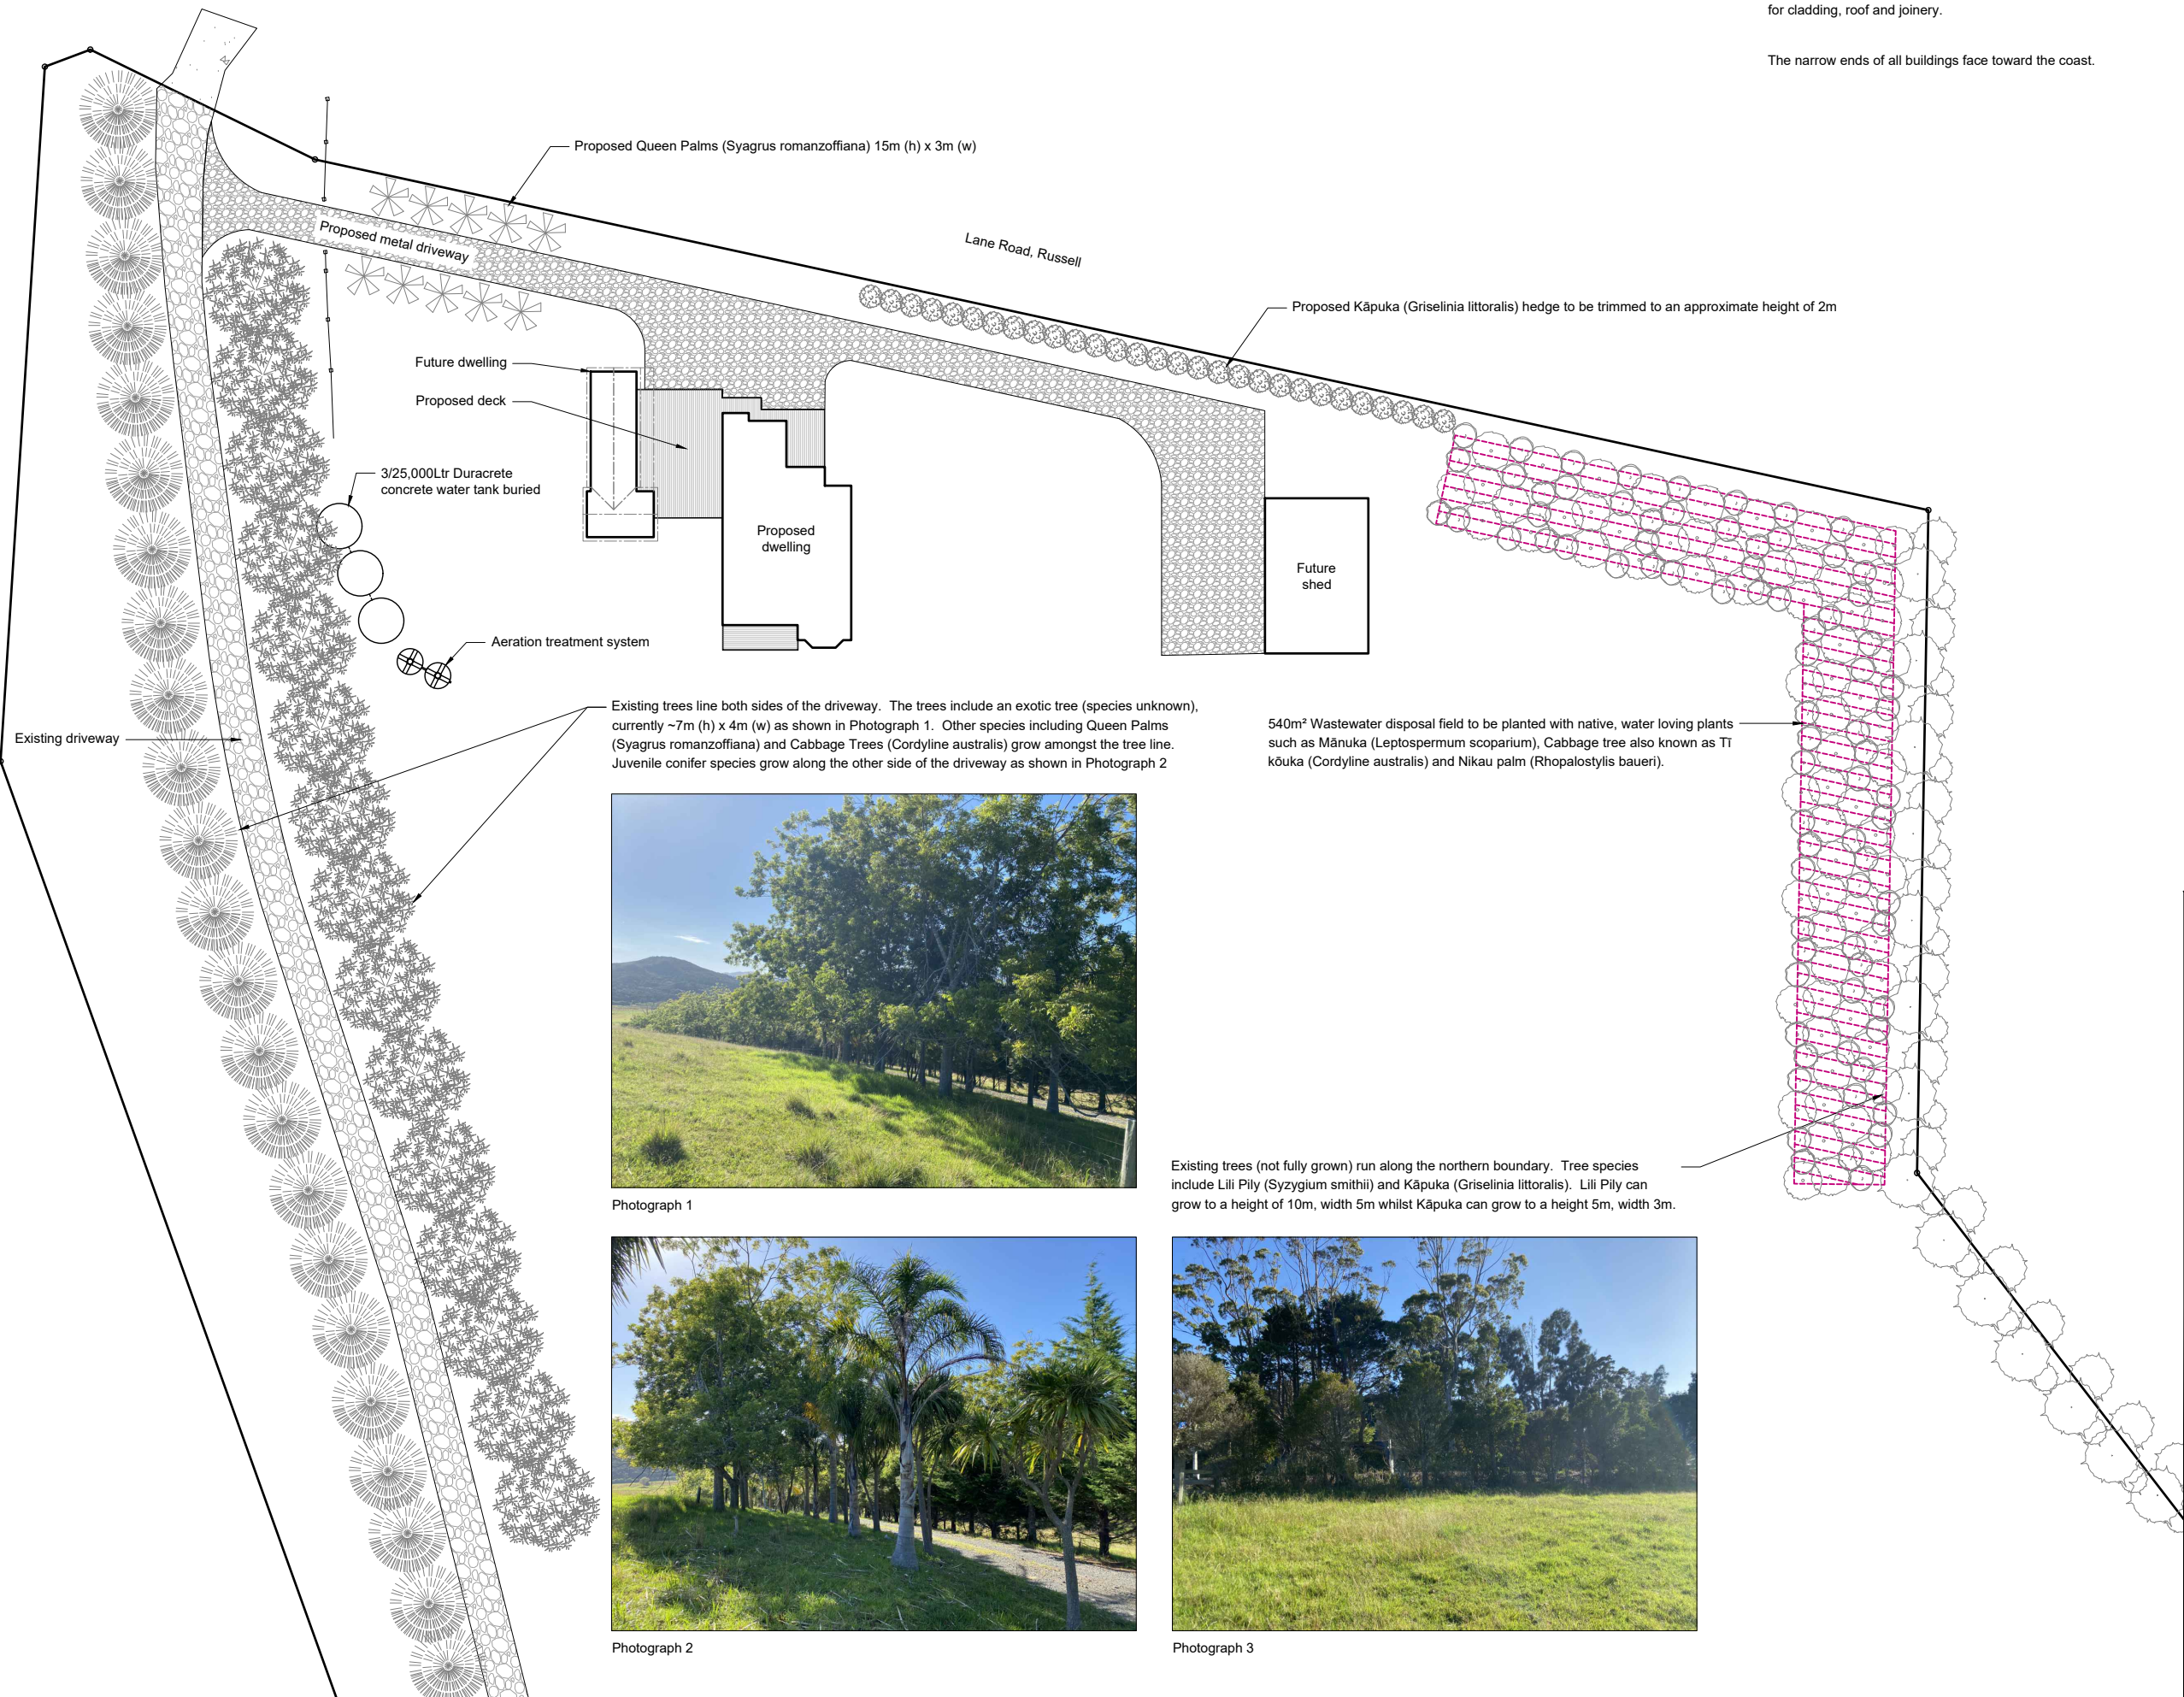 for cladding, roof and joinery.
The narrow ends of all buildings face toward the coast.
Proposed Queen Palms (Syagrus romanzoffiana) 15m (h) x 3m (w)
Proposed metal driveway
Lane Road, Russell
Proposed Kāpuka (Griselinia littoralis) hedge to be trimmed to an approximate height of 2m
Future dwelling
Proposed deck
3/25,000Ltr Duracrete
concrete water tank buried
Proposed
dwelling
Future
shed
Aeration treatment system
Existing trees line both sides of the driveway. The trees include an exotic tree (species unknown),
currently ~7m (h) x 4m (w) as shown in Photograph 1. Other species including Queen Palms
(Syagrus romanzoffiana) and Cabbage Trees (Cordyline australis) grow amongst the tree line.
Juvenile conifer species grow along the other side of the driveway as shown in Photograph 2
Existing driveway
540m² Wastewater disposal field to be planted with native, water loving plants
such as Mānuka (Leptospermum scoparium), Cabbage tree also known as Tī
kōuka (Cordyline australis) and Nikau palm (Rhopalostylis baueri).
Photograph 1
Existing trees (not fully grown) run along the northern boundary. Tree species
include Lili Pily (Syzygium smithii) and Kāpuka (Griselinia littoralis). Lili Pily can
grow to a height of 10m, width 5m whilst Kāpuka can grow to a height 5m, width 3m.
Photograph 2
Photograph 3